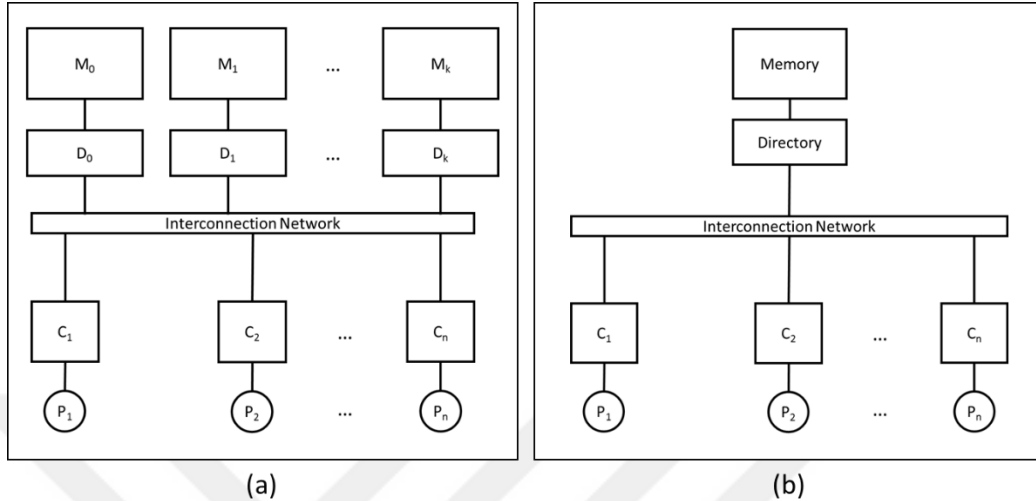 M₀ M₁ ... Mₖ
D₀ D₁ ... Dₖ
Interconnection Network
C₁ C₂ ... Cₙ
P₁ P₂ ... Pₙ
(a)
Memory
Directory
Interconnection Network
C₁ C₂ ... Cₙ
P₁ P₂ ... Pₙ
(b)